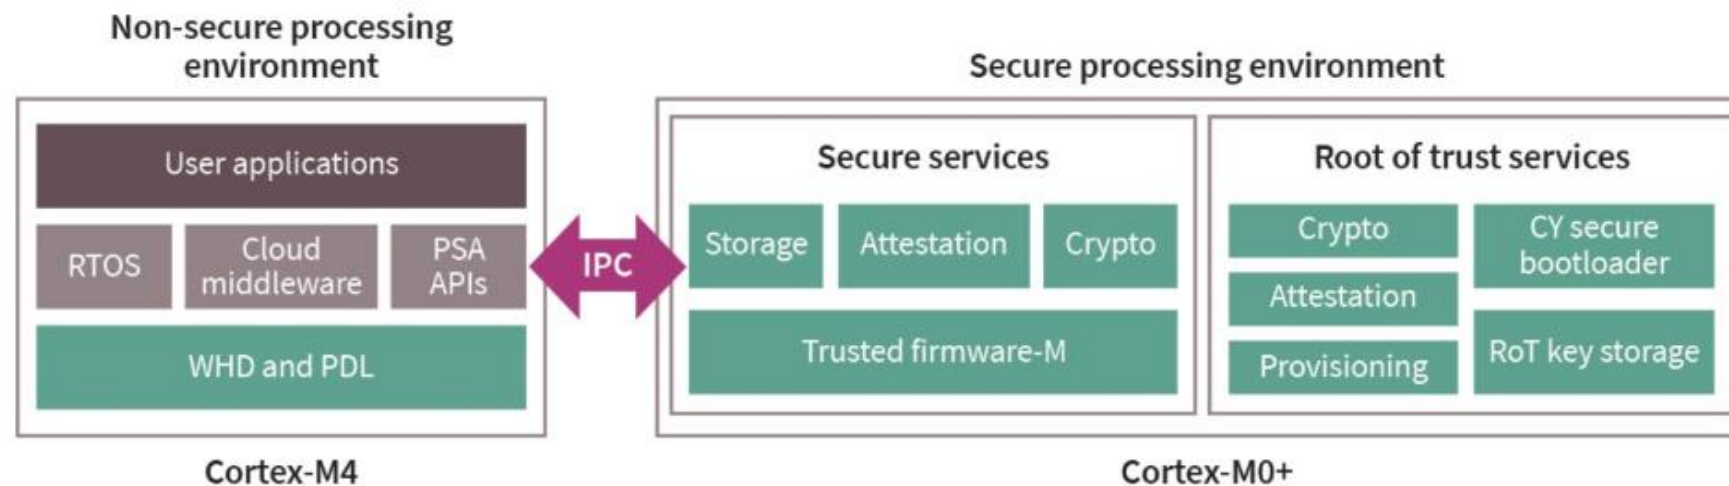 Non-secure processing
environment
User applications
RTOS
Cloud
middleware
PSA
APIs
WHD and PDL
Cortex-M4
IPC
Secure processing environment
Secure services
Storage
Attestation
Crypto
Trusted firmware-M
Root of trust services
Crypto
Attestation
Provisioning
CY secure
bootloader
RoT key storage
Cortex-M0+